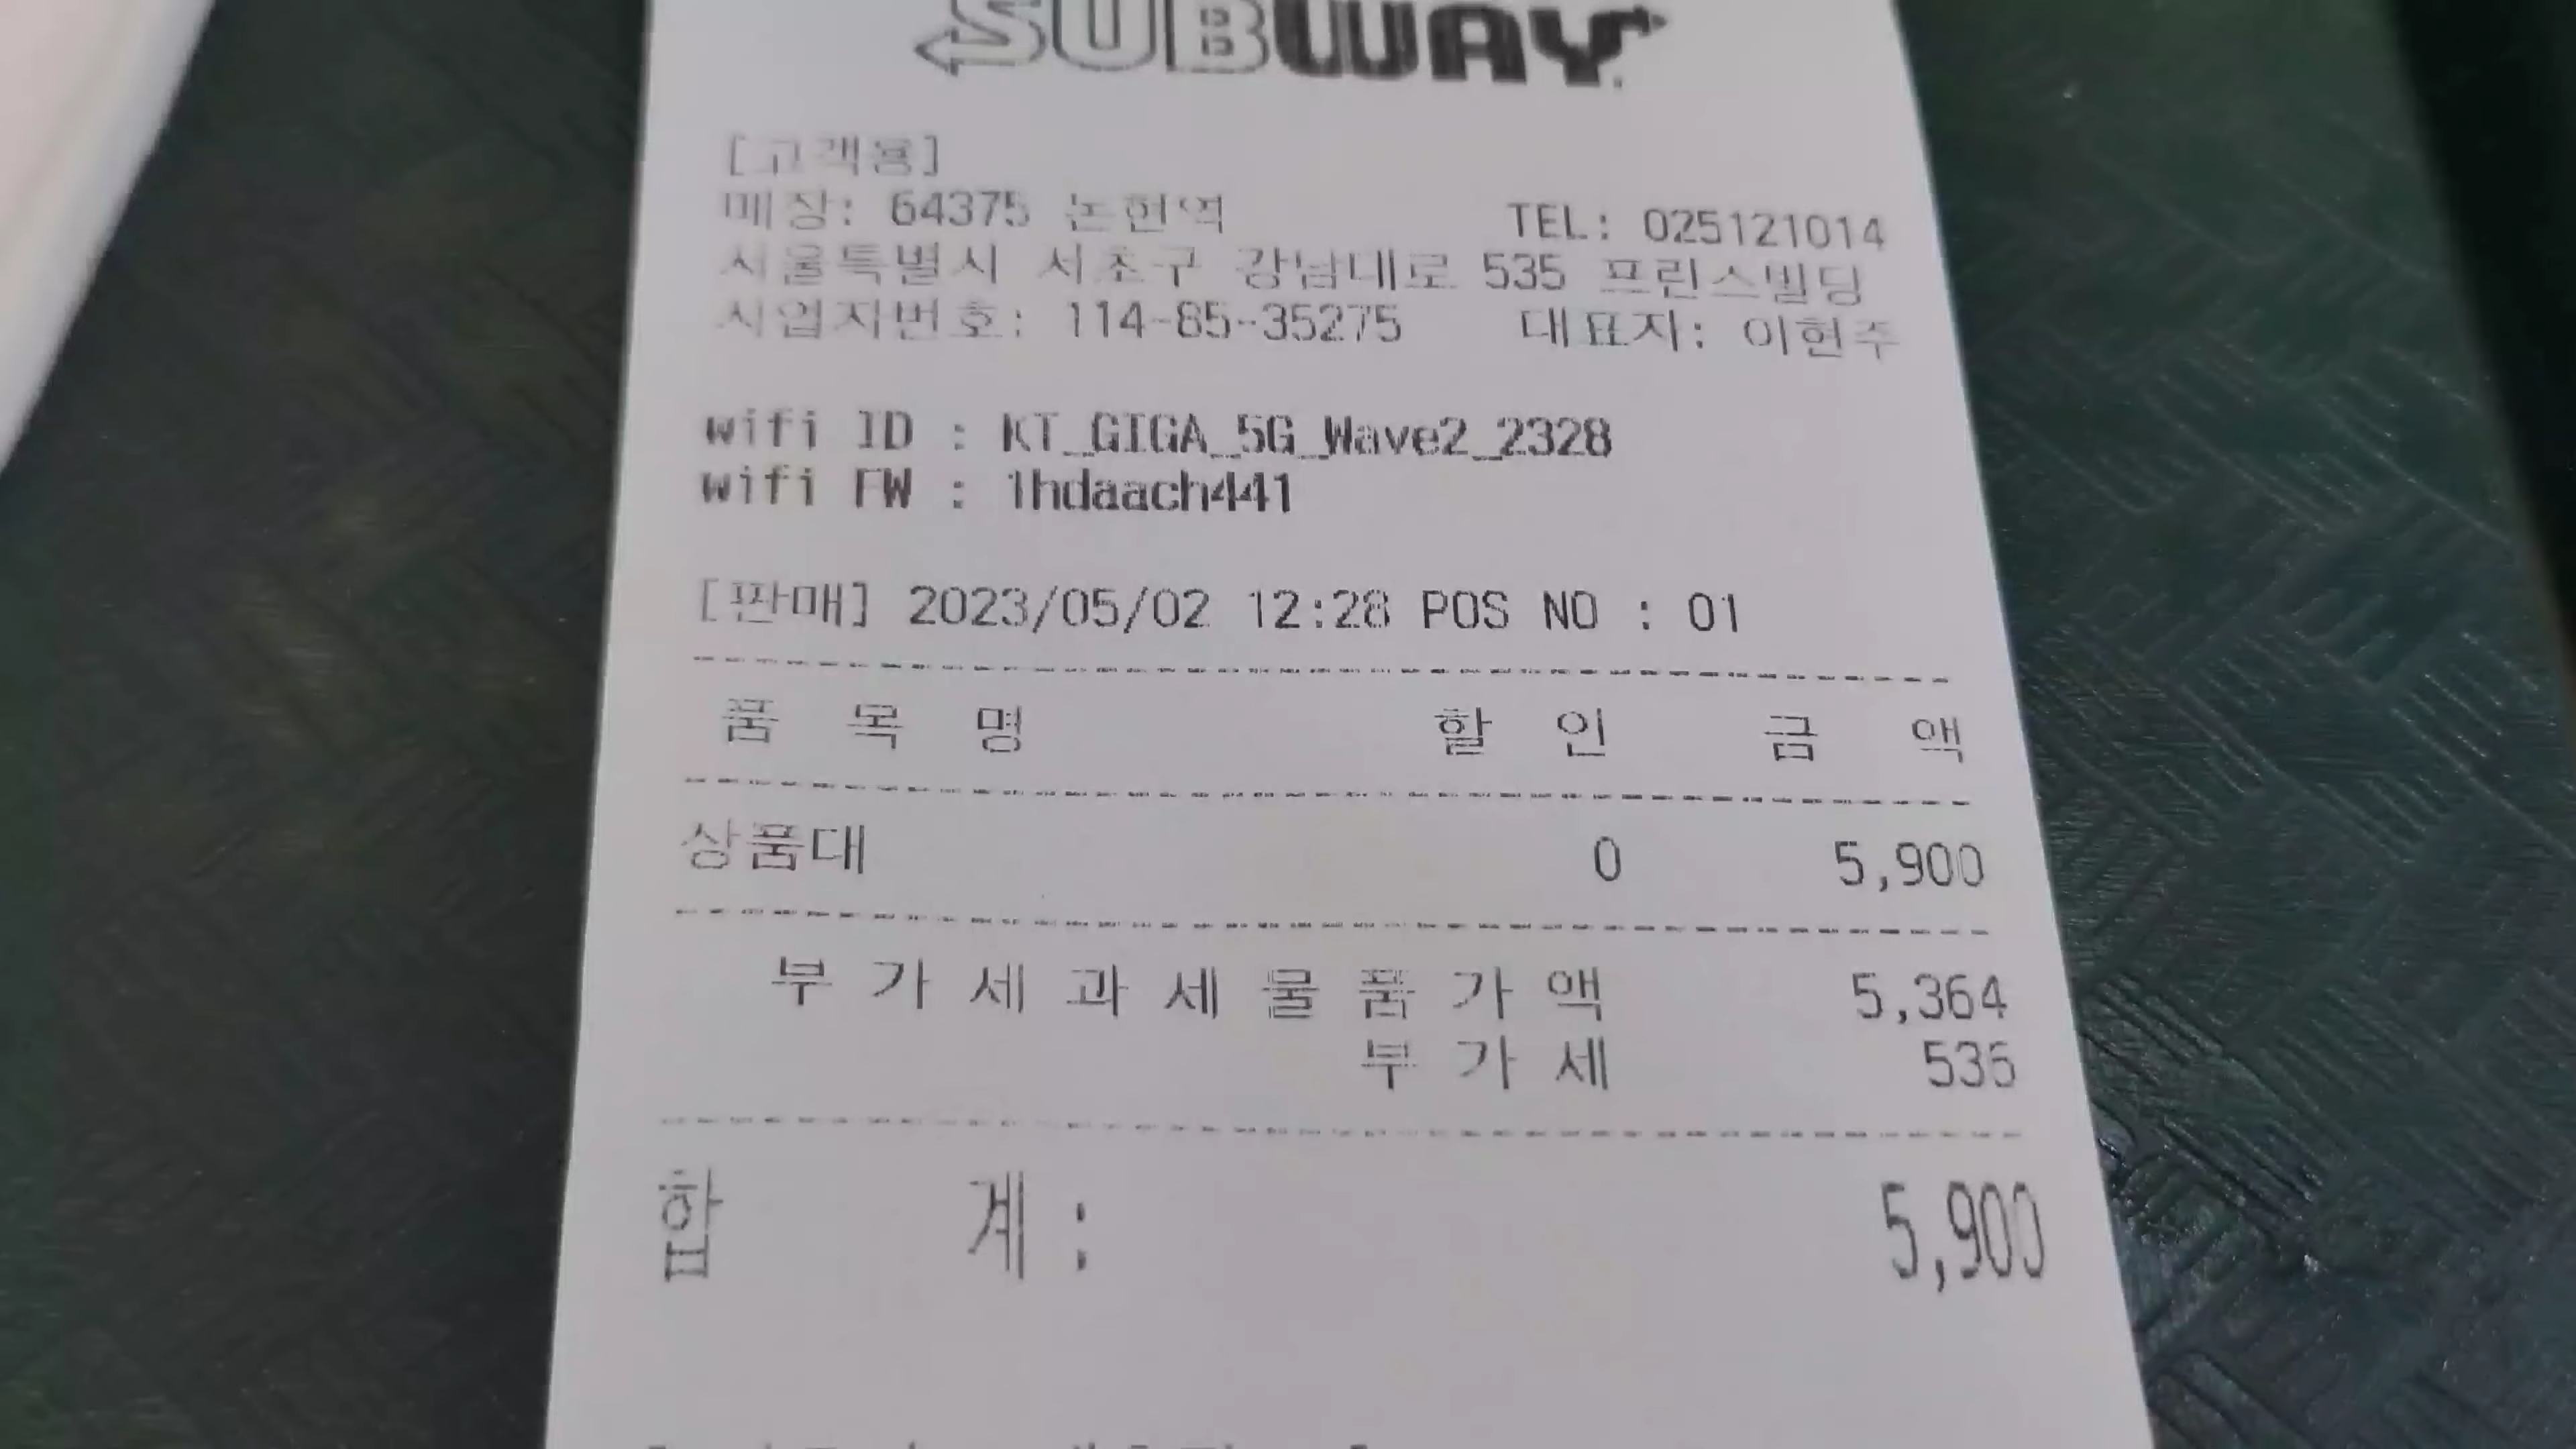 SUBWAY
[고객용]
매장: 64375 논현역 TEL: 025121014
서울특별시 서초구 강남대로 535 프린스빌딩
사업자번호: 114-85-35275 대표자: 이현주
wifi ID : KT_GIGA_5G_Wave2_2328
wifi PW : 1hdaach441
[판매] 2023/05/02 12:28 POS NO : 01
품 목 명 할 인 금 액
상품대 0 5,900
부 가 세 과 세 물 품 가 액 5,364
부 가 세 536
합 계 : 5,900